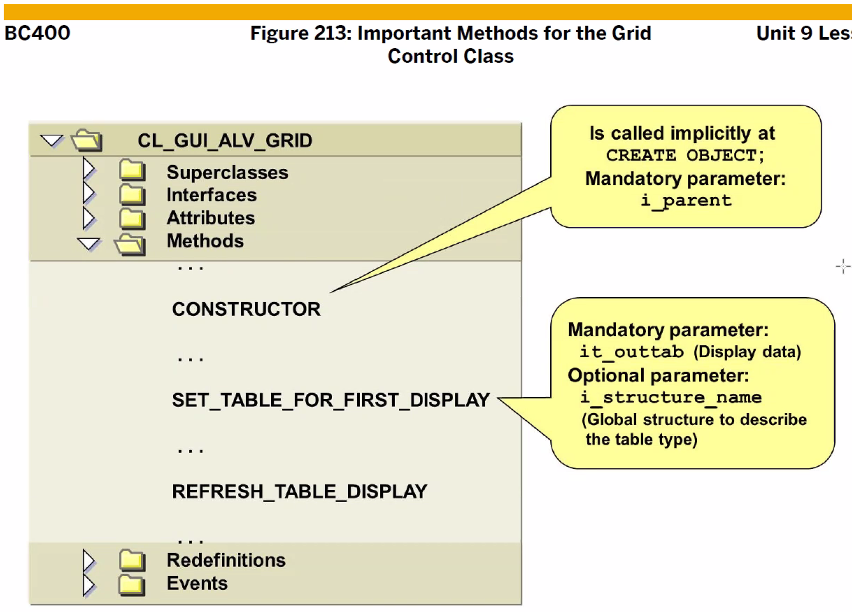 BC400
Figure 213: Important Methods for the Grid
Control Class
Unit 9
CL_GUI_ALV_GRID
Superclasses
Interfaces
Attributes
Methods
...
CONSTRUCTOR
...
SET_TABLE_FOR_FIRST_DISPLAY
...
REFRESH_TABLE_DISPLAY
...
Redefinitions
Events
Is called implicitly at
CREATE OBJECT;
Mandatory parameter:
i_parent
Mandatory parameter:
it_outtab (Display data)
Optional parameter:
i_structure_name
(Global structure to describe
the table type)